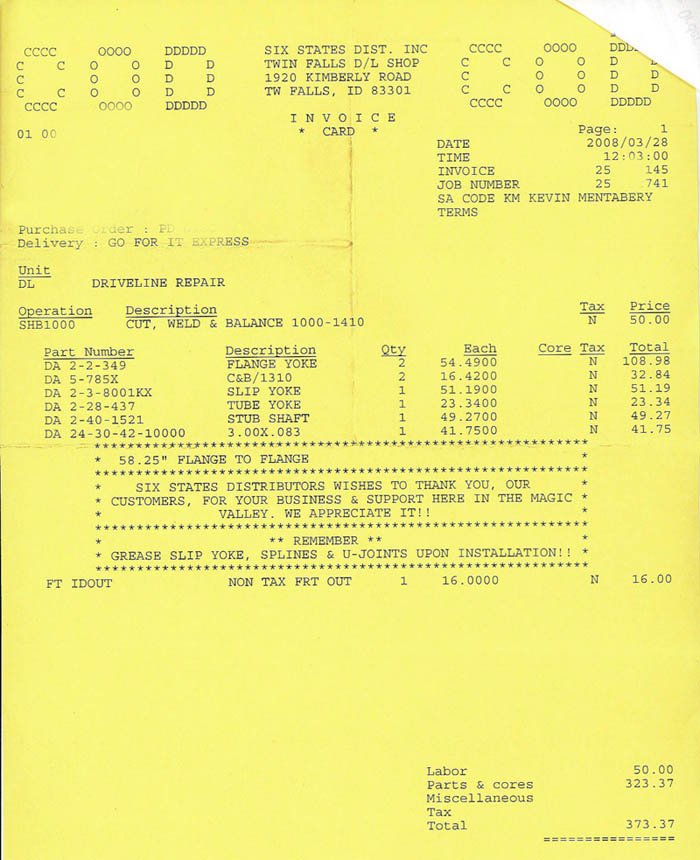 CCCC OOOO DDDDD SIX STATES DIST. INC CCCC OOOO DDD
C C O O D D TWIN FALLS D/L SHOP C C O O D D
C O O D D 1920 KIMBERLY ROAD C O O D D
C C O O D D TW FALLS, ID 83301 C C O O D D
CCCC OOOO DDDDD CCCC OOOO DDDDD
I N V O I C E
01 00 * CARD * Page: 1
DATE 2008/03/28
TIME 12:03:00
INVOICE 25 145
JOB NUMBER 25 741
SA CODE KM KEVIN MENTABERY
TERMS
Purchase Order : PD
Delivery : GO FOR IT EXPRESS
Unit
DL DRIVELINE REPAIR
Operation Description Tax Price
SHB1000 CUT, WELD & BALANCE 1000-1410 N 50.00
Part Number Description Qty Each Core Tax Total
DA 2-2-349 FLANGE YOKE 2 54.4900 N 108.98
DA 5-785X C&B/1310 2 16.4200 N 32.84
DA 2-3-8001KX SLIP YOKE 1 51.1900 N 51.19
DA 2-28-437 TUBE YOKE 1 23.3400 N 23.34
DA 2-40-1521 STUB SHAFT 1 49.2700 N 49.27
DA 24-30-42-10000 3.00X.083 1 41.7500 N 41.75
**************************************************************
* 58.25" FLANGE TO FLANGE *
**************************************************************
* SIX STATES DISTRIBUTORS WISHES TO THANK YOU, OUR *
* CUSTOMERS, FOR YOUR BUSINESS & SUPPORT HERE IN THE MAGIC *
* VALLEY. WE APPRECIATE IT!! *
**************************************************************
* ** REMEMBER ** *
* GREASE SLIP YOKE, SPLINES & U-JOINTS UPON INSTALLATION!! *
**************************************************************
FT IDOUT NON TAX FRT OUT 1 16.0000 N 16.00
Labor 50.00
Parts & cores 323.37
Miscellaneous
Tax
Total 373.37
================